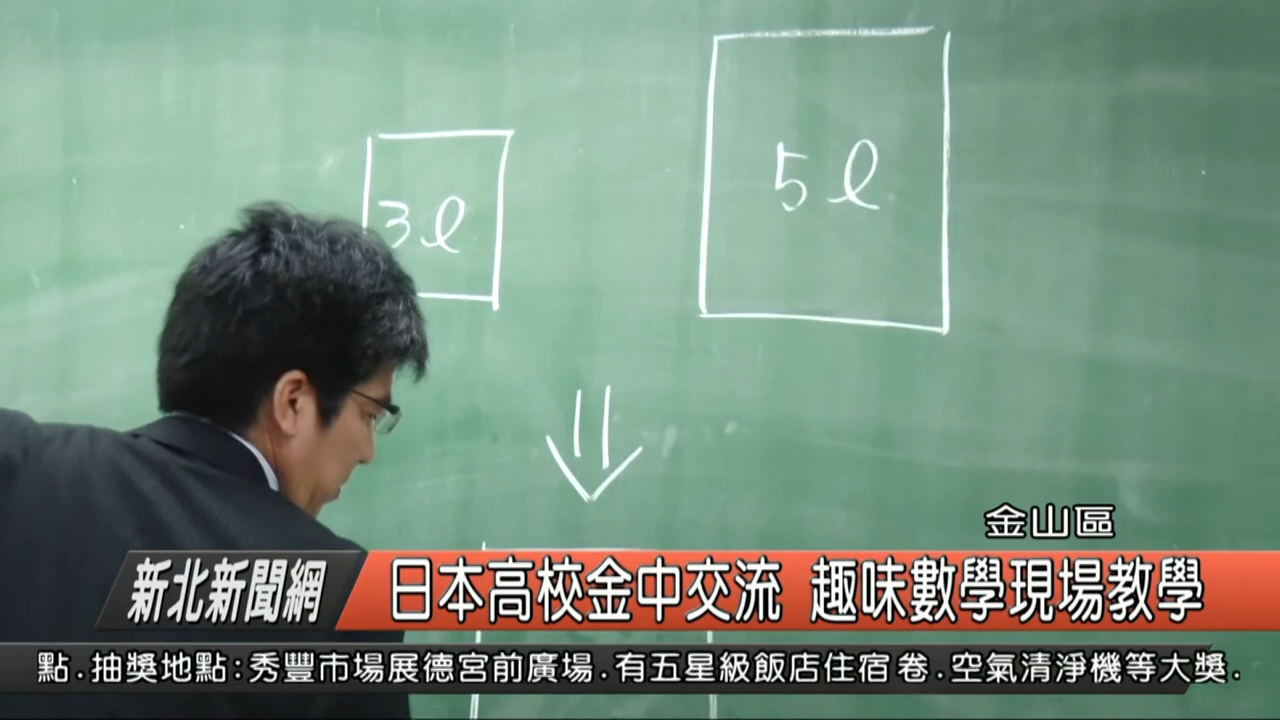 5ℓ
3ℓ
金山區
新北新聞網
日本高校金中交流 趣味數學現場教學
點.抽獎地點:秀豐市場展德宮前廣場.有五星級飯店住宿卷.空氣清淨機等大獎.